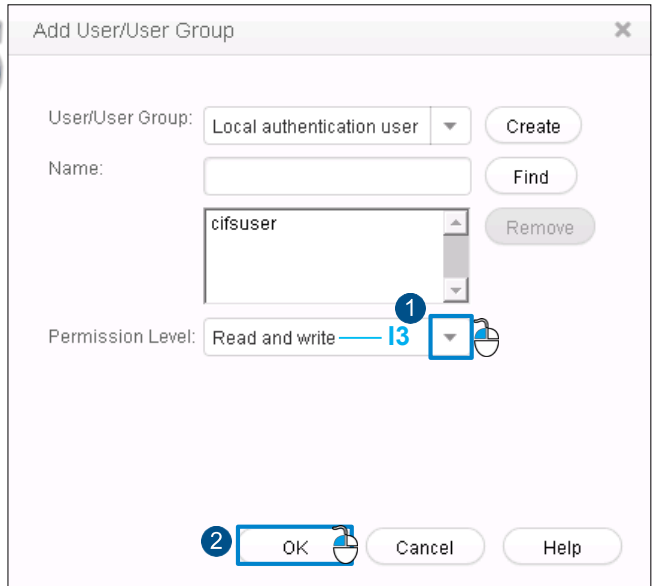 Add User/User Group
User/User Group: Local authentication user Create
Name: Find
cifsuser Remove
1
Permission Level: Read and write I3
2 OK Cancel Help